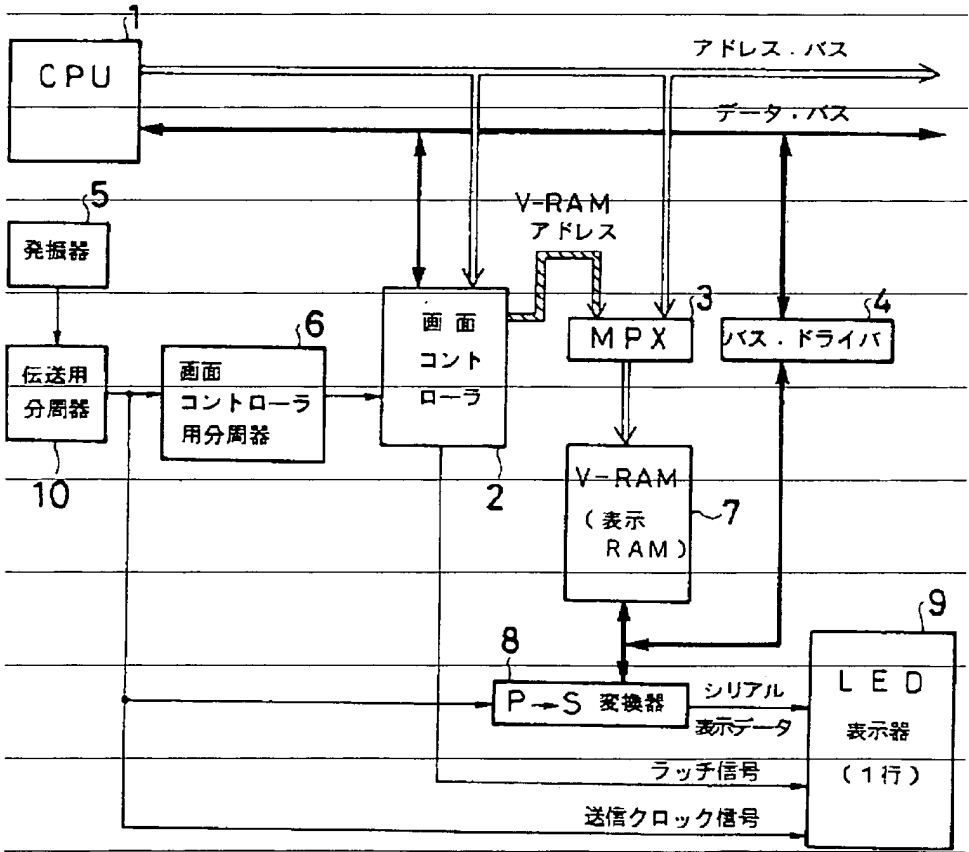 1
CPU
アドレス・バス
データ・バス
5
発振器
V-RAM
アドレス
6
3
4
画面
コント
ローラ
MPX
バス・ドライバ
伝送用
分周器
画面
コントローラ
用分周器
10
2
V-RAM
(表示
RAM)
7
9
8
P→S 変換器
シリアル
表示データ
LED
表示器
(1行)
ラッチ信号
送信クロック信号